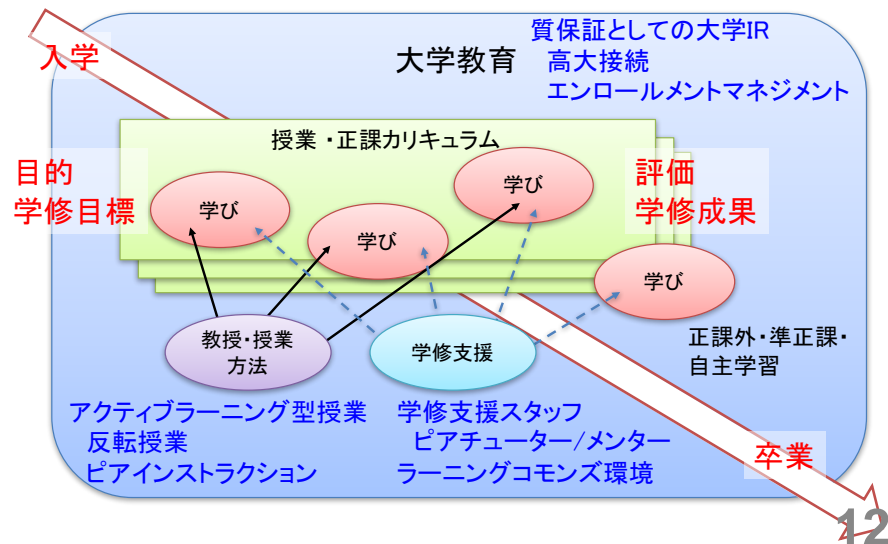 入学
大学教育
質保証としての大学IR
高大接続
エンロールメントマネジメント
授業・正課カリキュラム
目的
学修目標
評価
学修成果
学び
学び
学び
学び
教授・授業
方法
学修支援
正課外・準正課・
自主学習
アクティブラーニング型授業
反転授業
ピアインストラクション
学修支援スタッフ
ピアチューター/メンター
ラーニングコモンズ環境
卒業
12